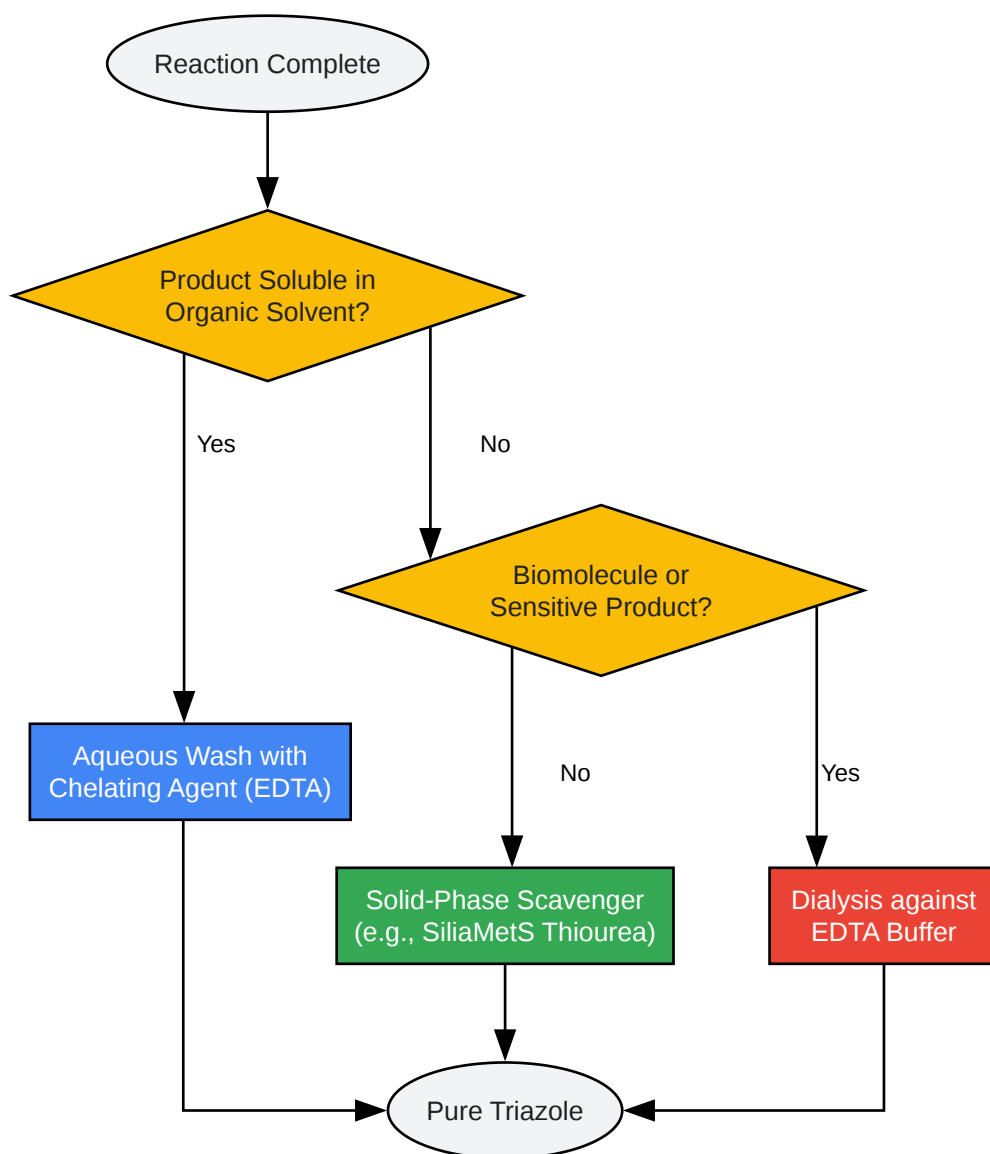 Reaction Complete
Product Soluble in
Organic Solvent?
Yes
No
Biomolecule or
Sensitive Product?
Aqueous Wash with
Chelating Agent (EDTA)
No
Yes
Solid-Phase Scavenger
(e.g., SiliaMetS Thiourea)
Dialysis against
EDTA Buffer
Pure Triazole